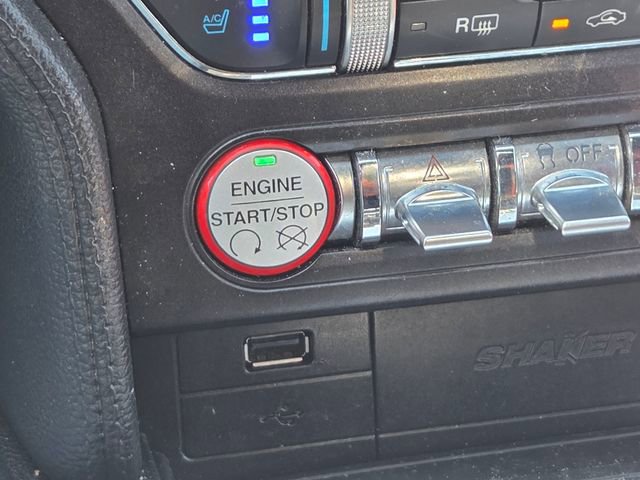 A/C
R
ENGINE
START/STOP
OFF
SHAKER